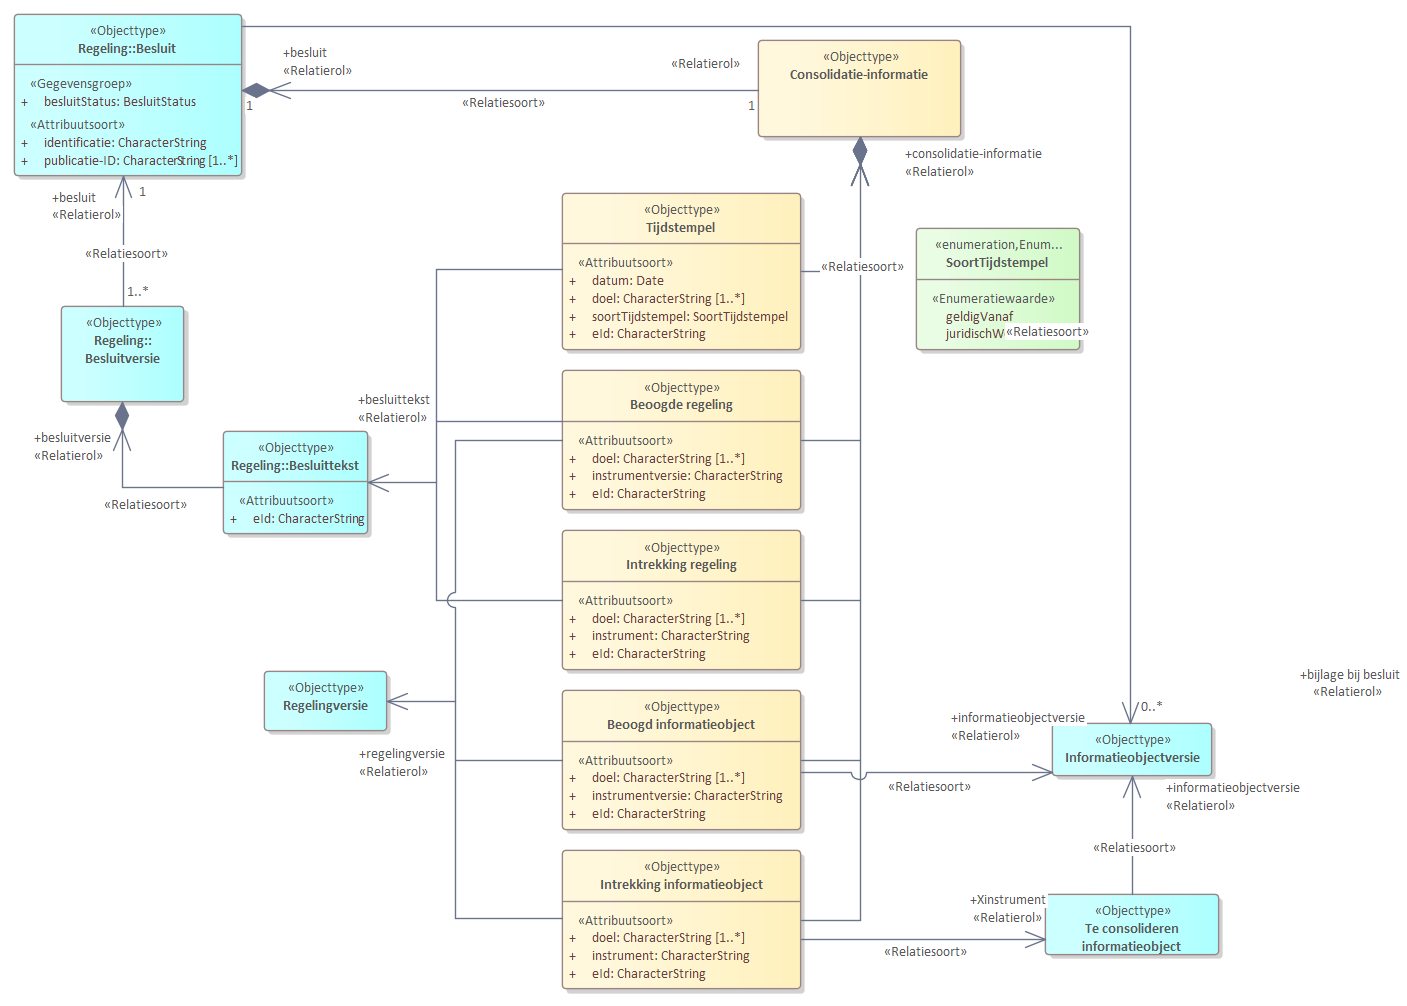 «Objecttype»
Regeling::Besluit
«Gegevensgroep»
+ besluitStatus: BesluitStatus
«Attribuutsoort»
+ identificatie: CharacterString
+ publicatie-ID: CharacterString [1..*]
+besluit
«Relatierol»
1
«Relatiesoort»
«Relatierol»
1
«Objecttype»
Consolidatie-informatie
+consolidatie-informatie
«Relatierol»
+besluit
«Relatierol»
1
«Relatiesoort»
1..*
«Objecttype»
Regeling::
Besluitversie
+besluitversie
«Relatierol»
«Relatiesoort»
«Objecttype»
Regeling::Besluittekst
«Attribuutsoort»
+ eId: CharacterString
+besluittekst
«Relatierol»
«Objecttype»
Tijdstempel
«Attribuutsoort»
+ datum: Date
+ doel: CharacterString [1..*]
+ soortTijdstempel: SoortTijdstempel
+ eId: CharacterString
«Relatiesoort»
«enumeration,Enum...
SoortTijdstempel
«Enumeratiewaarde»
geldigVanaf
«Relatiesoort»
«Objecttype»
Beoogde regeling
«Attribuutsoort»
+ doel: CharacterString [1..*]
+ instrumentversie: CharacterString
+ eId: CharacterString
«Objecttype»
Intrekking regeling
«Attribuutsoort»
+ doel: CharacterString [1..*]
+ instrument: CharacterString
+ eId: CharacterString
«Objecttype»
Regelingversie
+regelingversie
«Relatierol»
«Objecttype»
Beoogd informatieobject
«Attribuutsoort»
+ doel: CharacterString [1..*]
+ instrumentversie: CharacterString
+ eId: CharacterString
+informatieobjectversie
«Relatierol»
«Relatiesoort»
+bijlage bij besluit
«Relatierol»
0..*
«Objecttype»
Informatieobjectversie
+informatieobjectversie
«Relatierol»
«Relatiesoort»
«Objecttype»
Intrekking informatieobject
«Attribuutsoort»
+ doel: CharacterString [1..*]
+ instrument: CharacterString
+ eId: CharacterString
+Xinstrument
«Relatierol»
«Relatiesoort»
«Objecttype»
Te consolideren
informatieobject